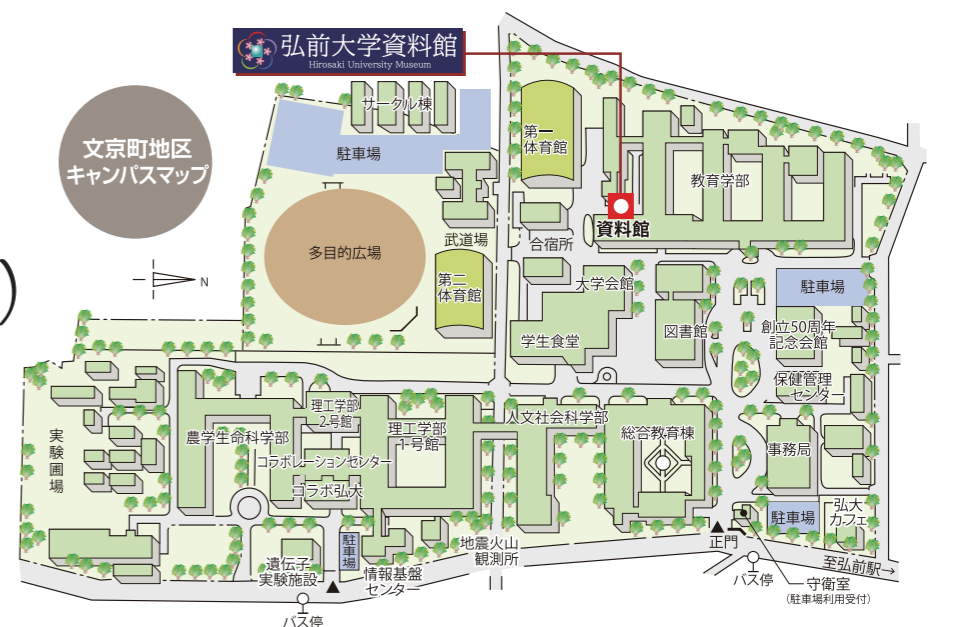 弘前大学資料館
Hirosaki University Museum
文京町地区
キャンパスマップ
サークル棟
駐車場
第一
体育館
教育学部
資料館
武道場
合宿所
多目的広場
N
)
第二
体育館
大学会館
駐車場
学生食堂
図書館
創立50周年
記念会館
保健管理
センター
実験圃場
農学生命科学部
理工学部
2号館
理工学部
1号館
人文社会科学部
総合教育棟
事務局
コラボレーションセンター
コラボ弘大
駐車場
弘大
カフェ
正門
駐車場
地震火山
観測所
遺伝子
実験施設
情報基盤
センター
バス停
至弘前駅→
守衛室
(駐車場利用受付)
バス停